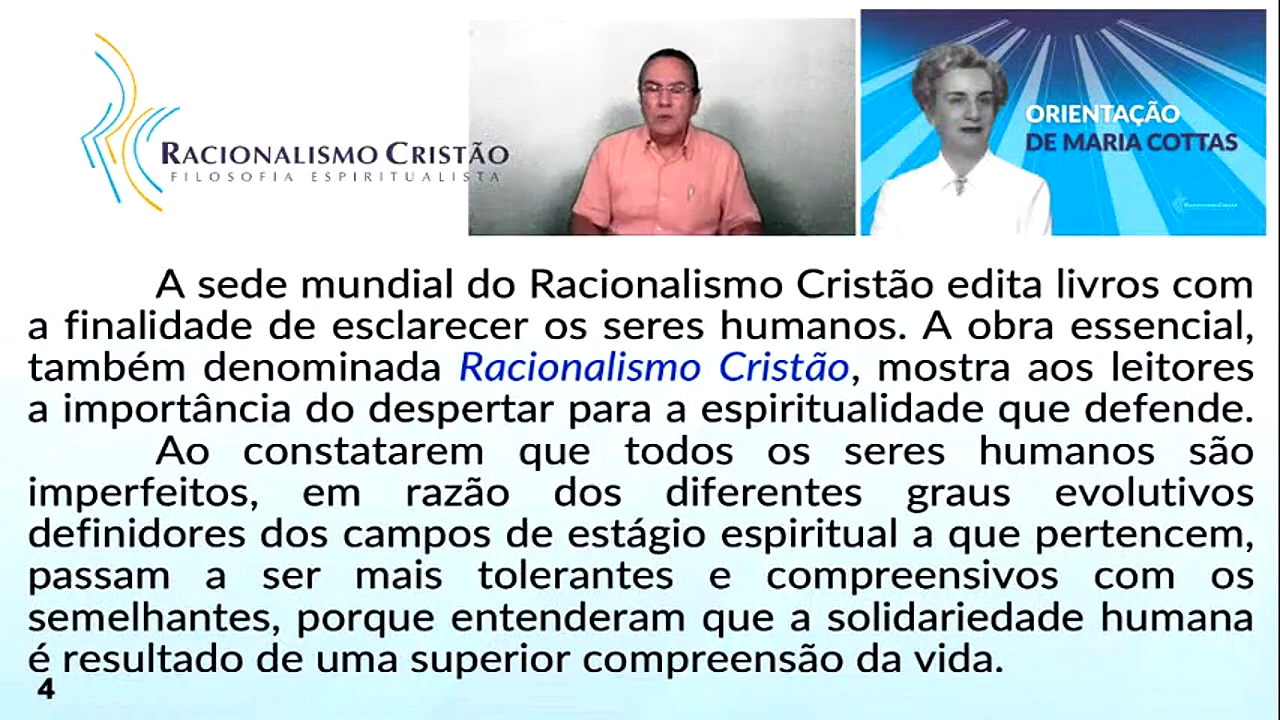 RACIONALISMO CRISTÃO
FILOSOFIA ESPIRITUALISTA
ORIENTAÇÃO
DE MARIA COTTAS
A sede mundial do Racionalismo Cristão edita livros com
a finalidade de esclarecer os seres humanos. A obra essencial,
também denominada Racionalismo Cristão, mostra aos leitores
a importância do despertar para a espiritualidade que defende.
Ao constatarem que todos os seres humanos são
imperfeitos, em razão dos diferentes graus evolutivos
definidores dos campos de estágio espiritual a que pertencem,
passam a ser mais tolerantes e compreensivos com os
semelhantes, porque entenderam que a solidariedade humana
é resultado de uma superior compreensão da vida.
4